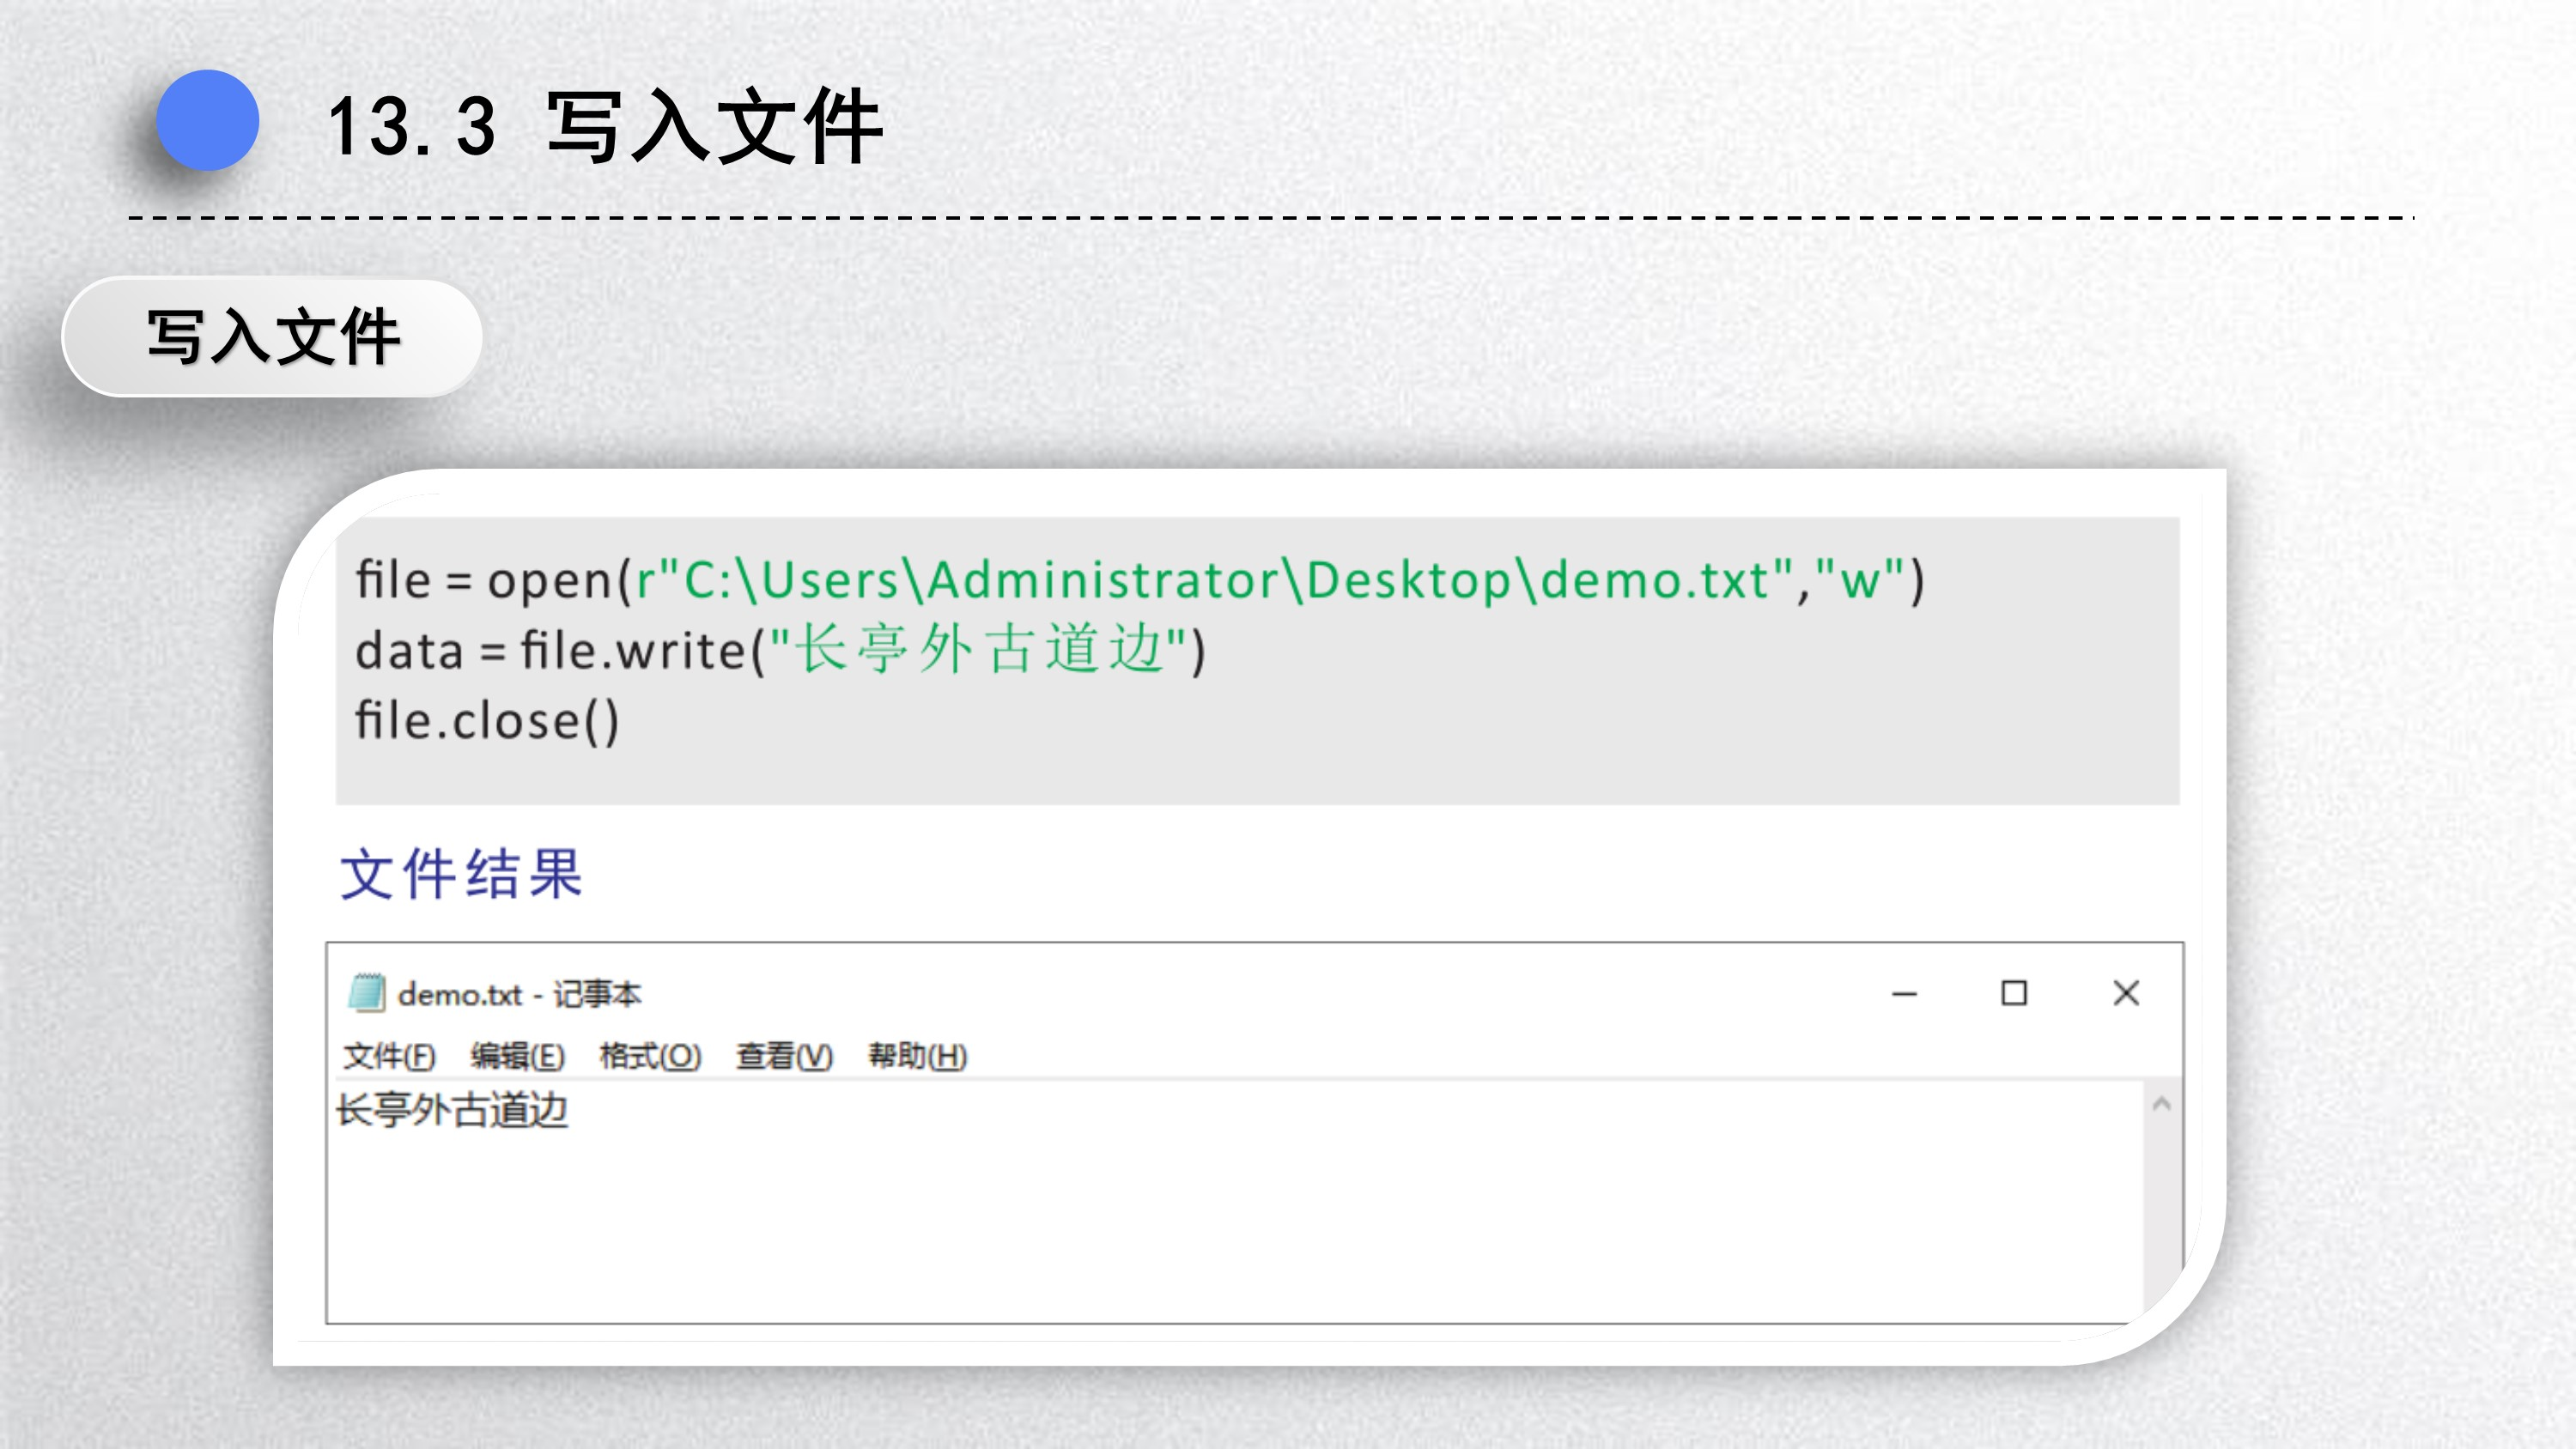 13.3 写入文件
写入文件
file = open(r"C:\Users\Administrator\Desktop\demo.txt","w")
data = file.write("长亭外古道边")
file.close()
文件结果
demo.txt - 记事本
文件(F) 编辑(E) 格式(O) 查看(V) 帮助(H)
长亭外古道边